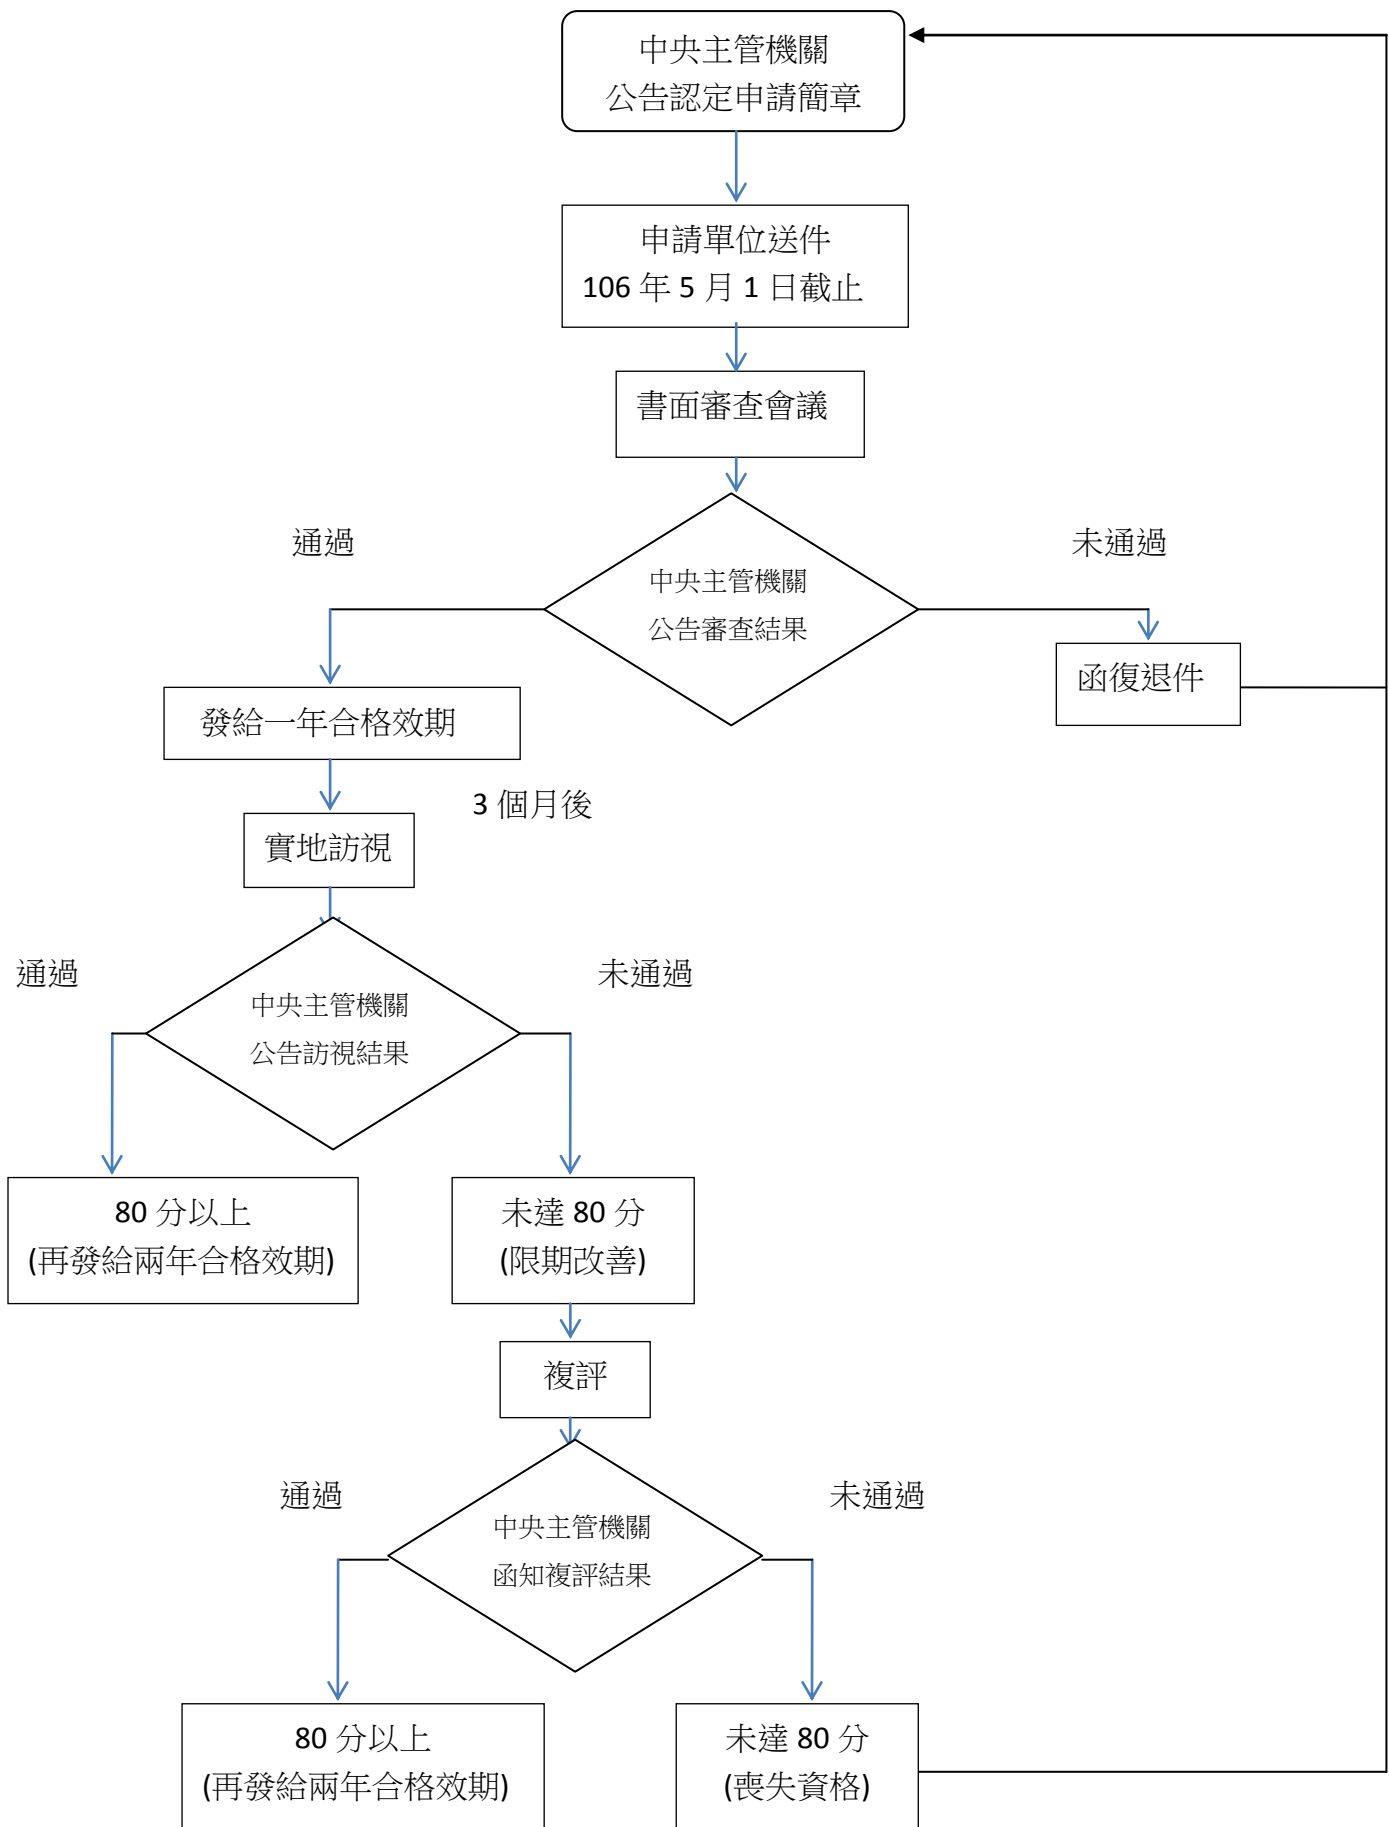 中央主管機關
公告認定申請簡章
申請單位送件
106 年 5 月 1 日截止
書面審查會議
通過
未通過
中央主管機關
公告審查結果
函復退件
發給一年合格效期
3 個月後
實地訪視
通過
未通過
中央主管機關
公告訪視結果
80 分以上
(再發給兩年合格效期)
未達 80 分
(限期改善)
複評
通過
未通過
中央主管機關
函知複評結果
80 分以上
(再發給兩年合格效期)
未達 80 分
(喪失資格)